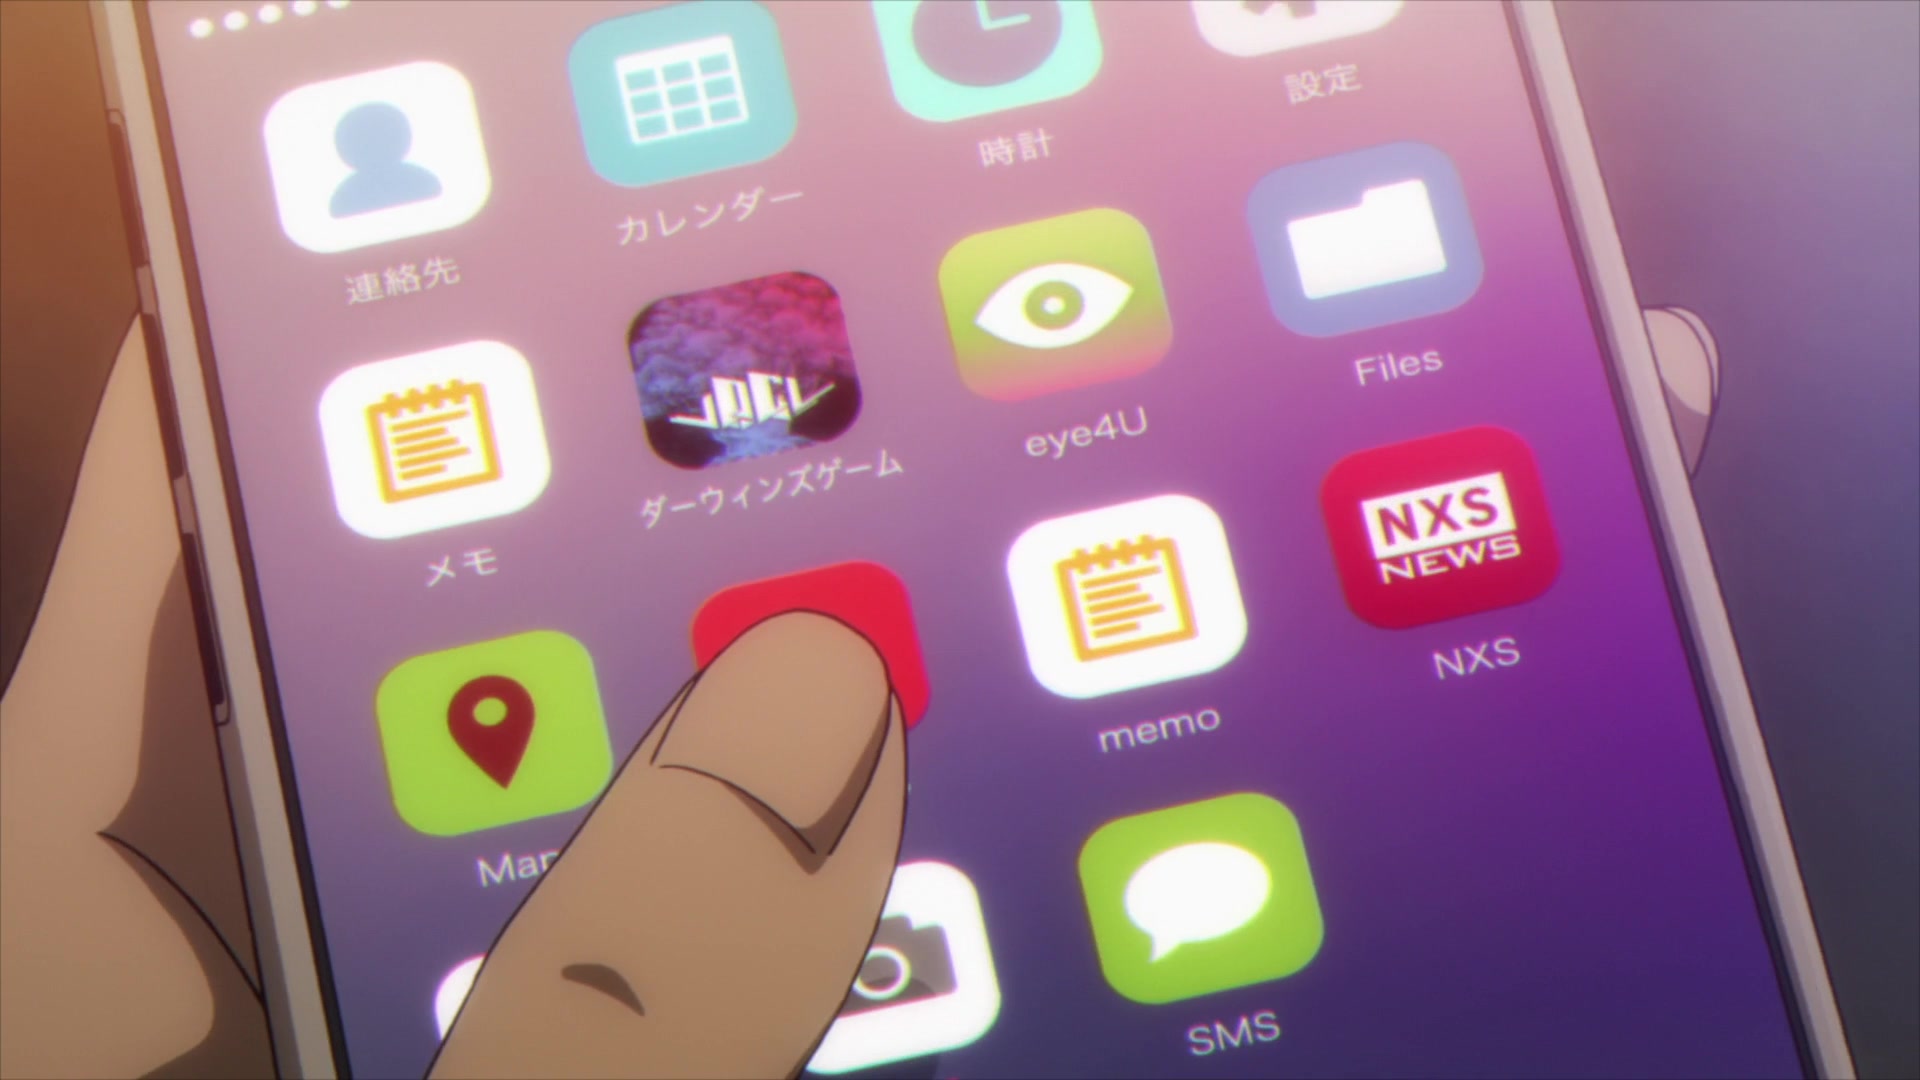 連絡先
カレンダー
時計
設定
メモ
ダーウィンズゲーム
eye4U
Files
memo
NXS
NEWS
NXS
SMS